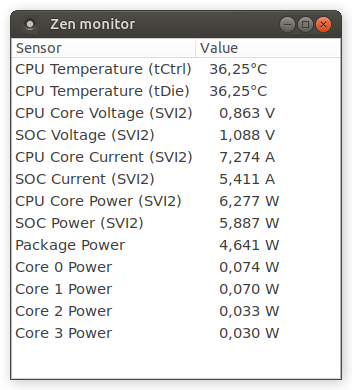 Zen monitor
Sensor Value
CPU Temperature (tCtrl) 36,25°C
CPU Temperature (tDie) 36,25°C
CPU Core Voltage (SVI2) 0,863 V
SOC Voltage (SVI2) 1,088 V
CPU Core Current (SVI2) 7,274 A
SOC Current (SVI2) 5,411 A
CPU Core Power (SVI2) 6,277 W
SOC Power (SVI2) 5,887 W
Package Power 4,641 W
Core 0 Power 0,074 W
Core 1 Power 0,070 W
Core 2 Power 0,033 W
Core 3 Power 0,030 W